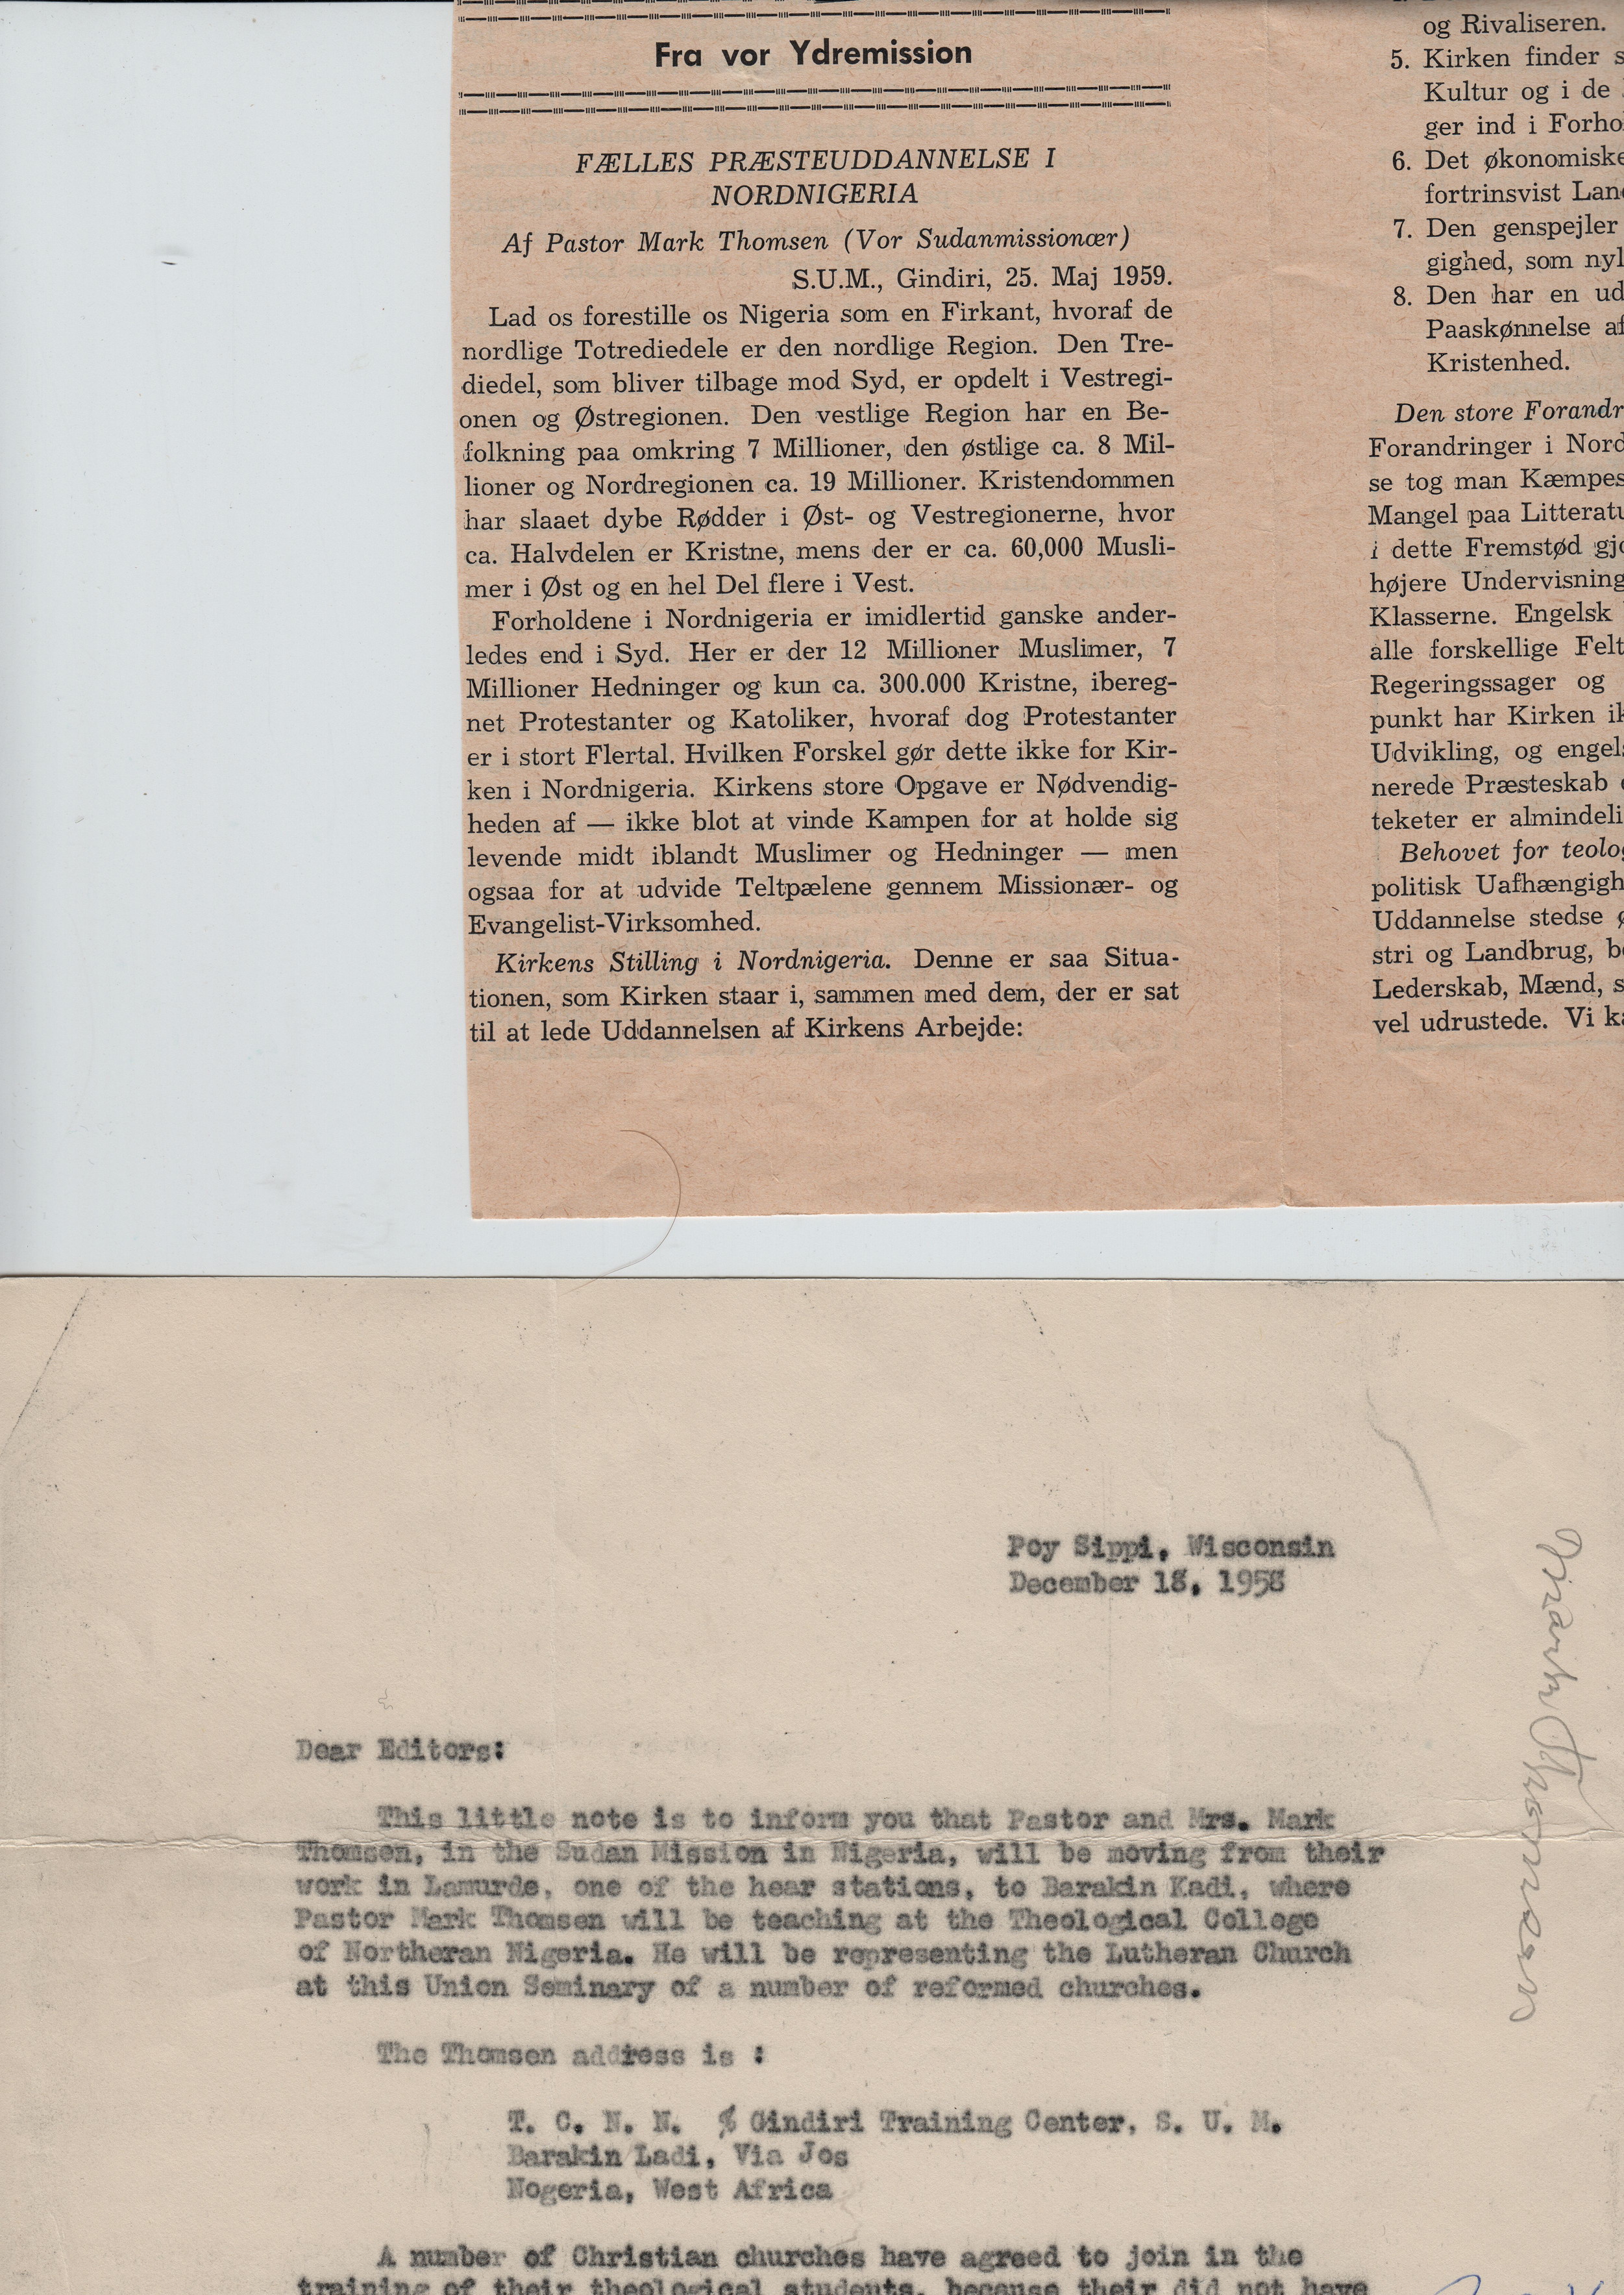 Fra vor Ydremission
FÆLLES PRÆSTEUDDANNELSE I
NORDNIGERIA
Af Pastor Mark Thomsen (Vor Sudanmissionær)
S.U.M., Gindiri, 25. Maj 1959.
Lad os forestille os Nigeria som en Firkant, hvoraf de
nordlige Totrediedele er den nordlige Region. Den Tre-
diedel, som bliver tilbage mod Syd, er opdelt i Vestregi-
onen og Østregionen. Den vestlige Region har en Be-
folkning paa omkring 7 Millioner, den østlige ca. 8 Mil-
lioner og Nordregionen ca. 19 Millioner. Kristendommen
har slaaet dybe Rødder i Øst- og Vestregionerne, hvor
ca. Halvdelen er Kristne, mens der er ca. 60,000 Musli-
mer i Øst og en hel Del flere i Vest.
Forholdene i Nordnigeria er imidlertid ganske ander-
ledes end i Syd. Her er der 12 Millioner Muslimer, 7
Millioner Hedninger og kun ca. 300.000 Kristne, ibereg-
net Protestanter og Katoliker, hvoraf dog Protestanter
er i stort Flertal. Hvilken Forskel gør dette ikke for Kir-
ken i Nordnigeria. Kirkens store Opgave er Nødvendig-
heden af — ikke blot at vinde Kampen for at holde sig
levende midt iblandt Muslimer og Hedninger — men
ogsaa for at udvide Teltpælene gennem Missionær- og
Evangelist-Virksomhed.
Kirkens Stilling i Nordnigeria. Denne er saa Situa-
tionen, som Kirken staar i, sammen med dem, der er sat
til at lede Uddannelsen af Kirkens Arbejde:
og Rivaliseren.
5. Kirken finder s
Kultur og i de
ger ind i Forho
6. Det økonomiske
fortrinsvist Lan
7. Den genspejler
gighed, som nyl
8. Den har en ud
Paaskønnelse af
Kristenhed.
Den store Forandr
Forandringer i Nord
se tog man Kæmpes
Mangel paa Litteratu
i dette Fremstød gjo
højere Undervisning
Klasserne. Engelsk
alle forskellige Felt
Regeringssager og
punkt har Kirken ik
Udvikling, og engels
nerede Præsteskab
teketer er almindeli
Behovet for teolog
politisk Uafhængigh
Uddannelse stedse
stri og Landbrug, b
Lederskab, Mænd, s
vel udrustede. Vi ka
Poy Sippi, Wisconsin
December 18, 1958
Dear Editors:
This little note is to inform you that Pastor and Mrs. Mark
Thomsen, in the Sudan Mission in Nigeria, will be moving from their
work in Lamurde, one of the hear stations, to Barakin Kadi, where
Pastor Mark Thomsen will be teaching at the Theological College
of Northeran Nigeria. He will be representing the Lutheran Church
at this Union Seminary of a number of reformed churches.
The Thomsen address is :
T. C. N. N. % Gindiri Training Center, S. U. M.
Barakin Ladi, Via Jos
Nogeria, West Africa
A number of Christian churches have agreed to join in the
training of their theological students, because their did not have